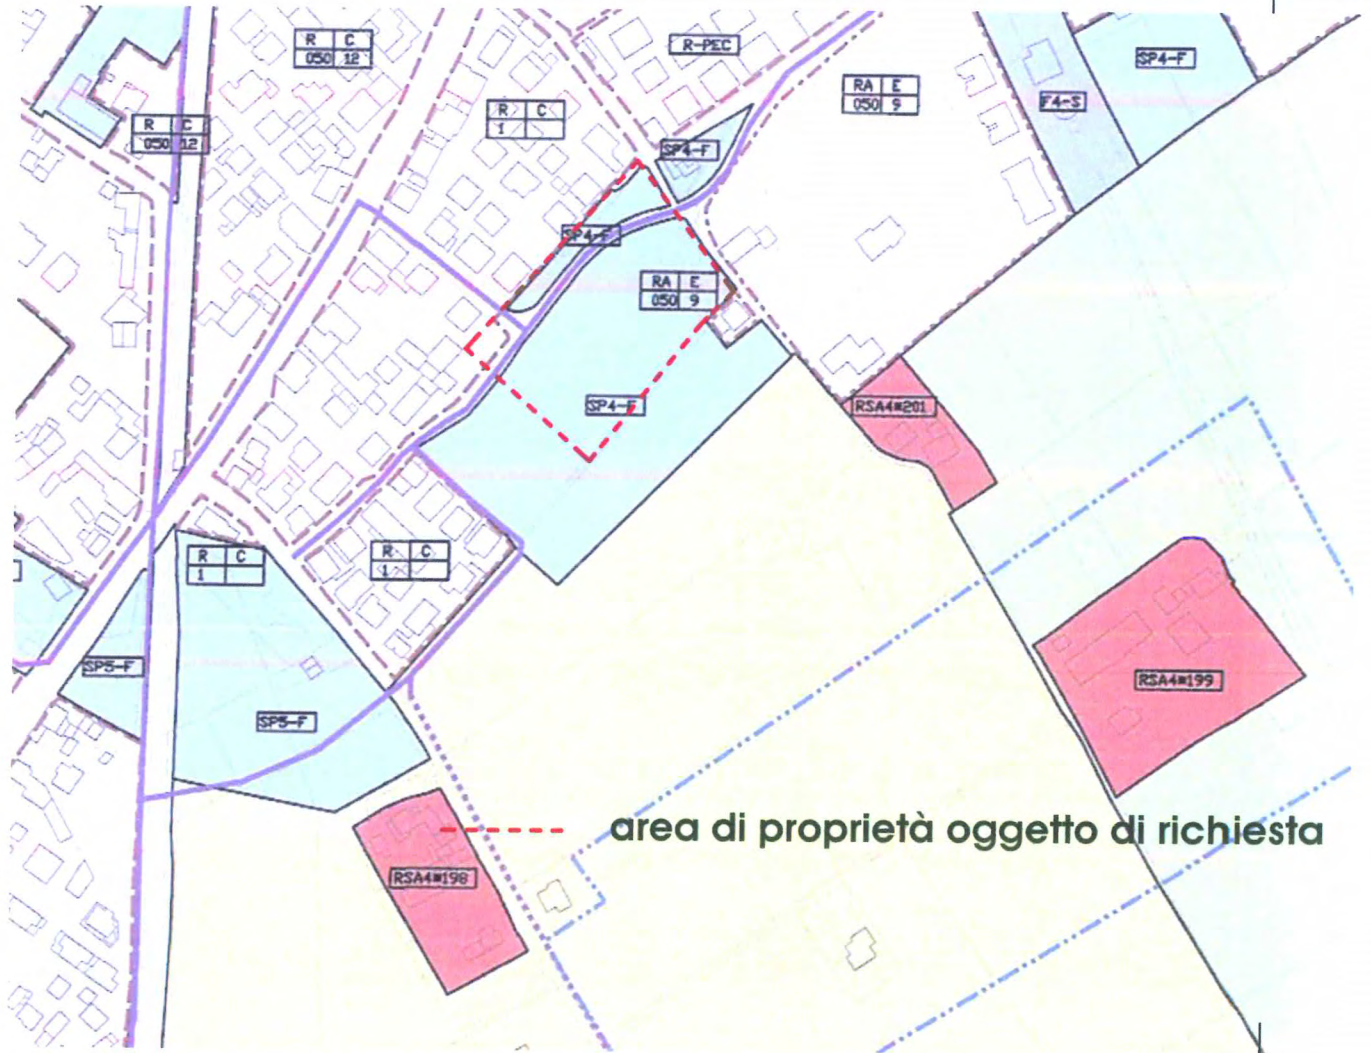 R C
050 12
R-PEC
SP4-F
RA E
050 9
F4-S
R C
1
R C
050 12
SP4-F
SP4-F
RA E
050 9
SP4-F
RSA4#201
R C
1
R C
1
SP5-F
RSA4#199
SP5-F
area di proprietà oggetto di richiesta
RSA4#198